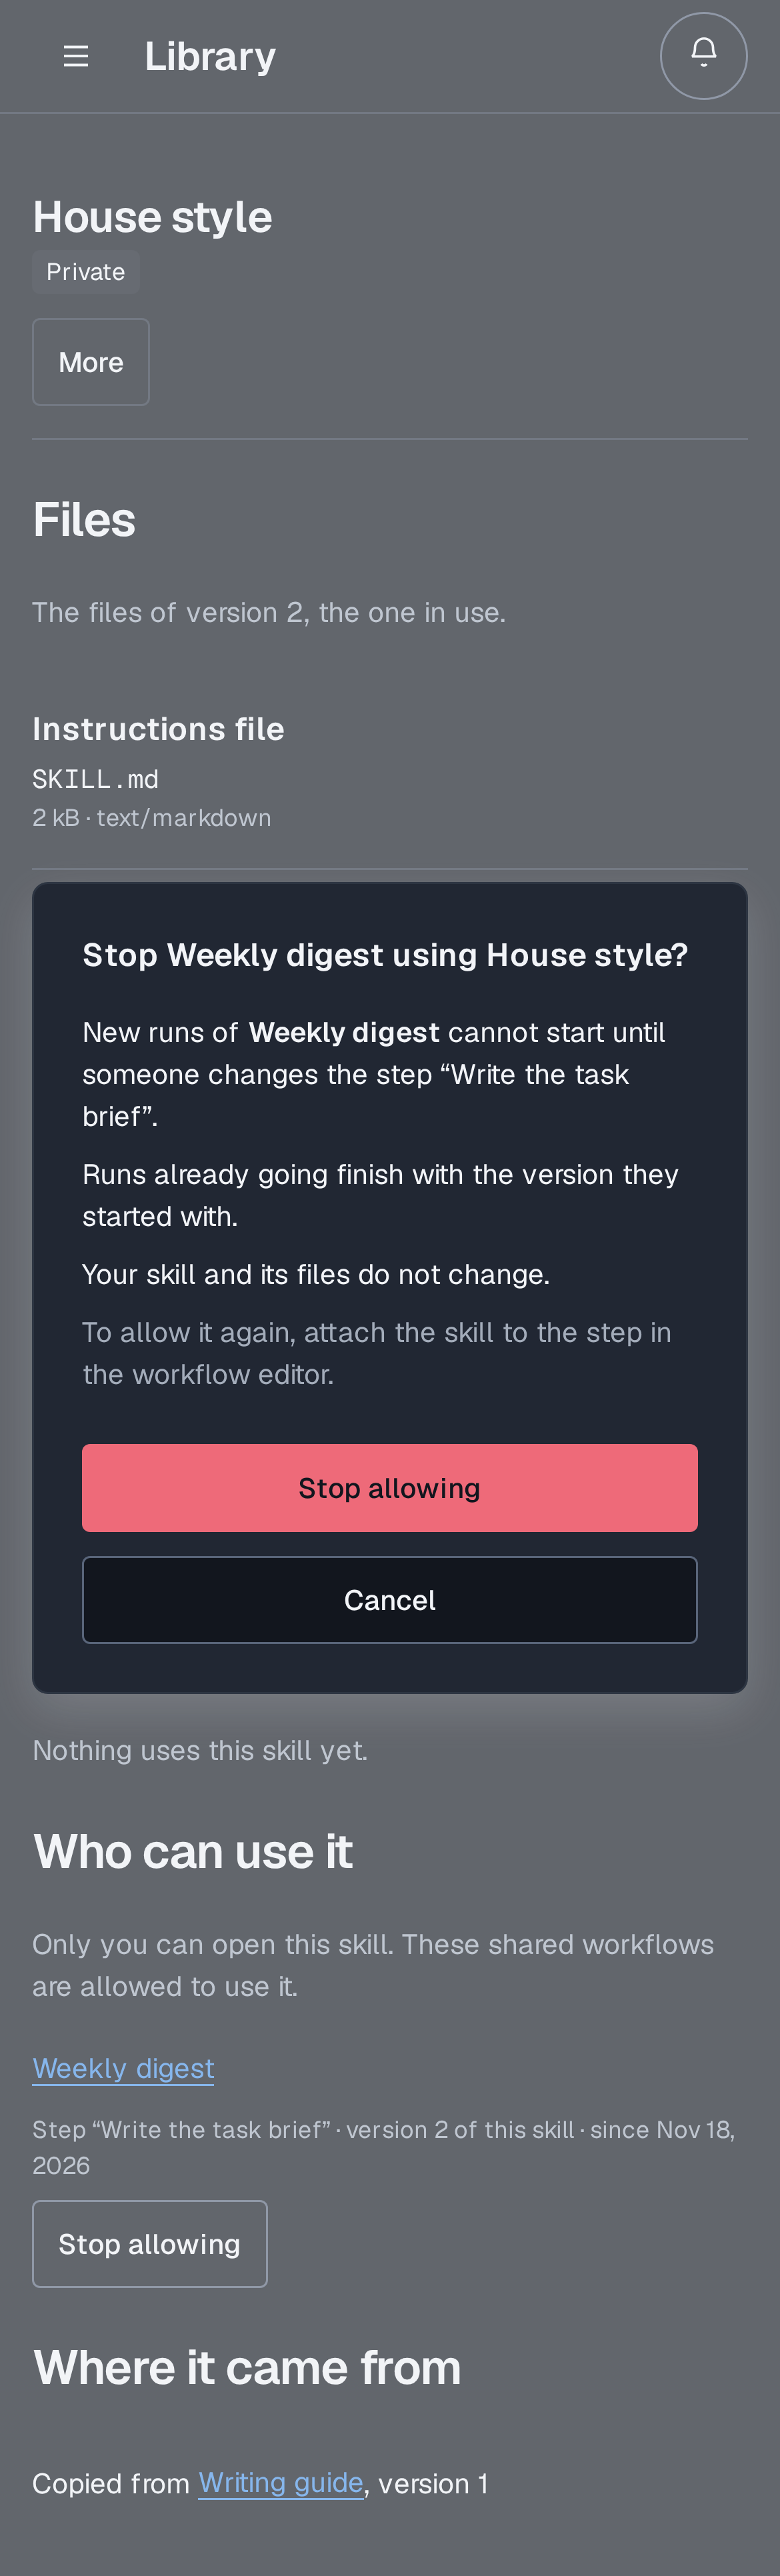 Library
House style
Private
More
Files
The files of version 2, the one in use.
Instructions file
SKILL.md
2 kB · text/markdown
Stop Weekly digest using House style?
New runs of Weekly digest cannot start until
someone changes the step “Write the task
brief”.
Runs already going finish with the version they
started with.
Your skill and its files do not change.
To allow it again, attach the skill to the step in
the workflow editor.
Stop allowing
Cancel
Nothing uses this skill yet.
Who can use it
Only you can open this skill. These shared workflows
are allowed to use it.
Weekly digest
Step “Write the task brief” · version 2 of this skill · since Nov 18,
2026
Stop allowing
Where it came from
Copied from Writing guide, version 1